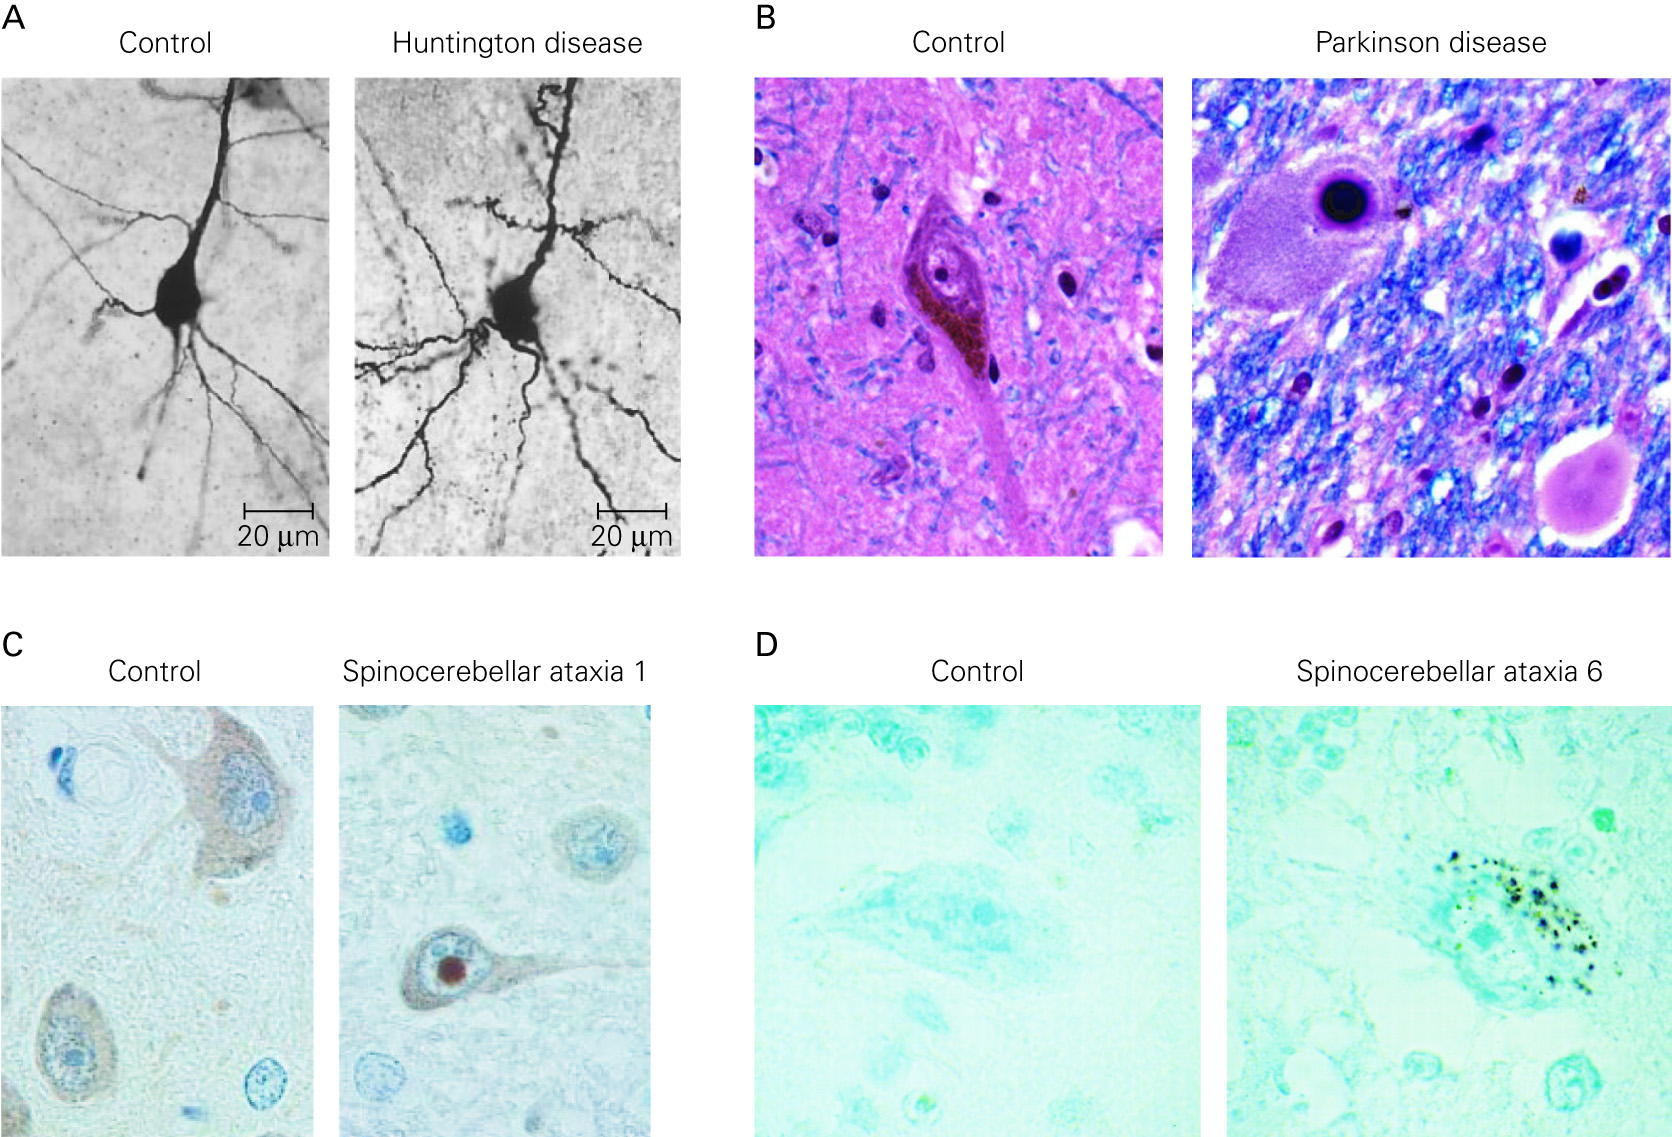 A
Control
Huntington disease
20 μm
20 μm
B
Control
Parkinson disease
C
Control
Spinocerebellar ataxia 1
D
Control
Spinocerebellar ataxia 6